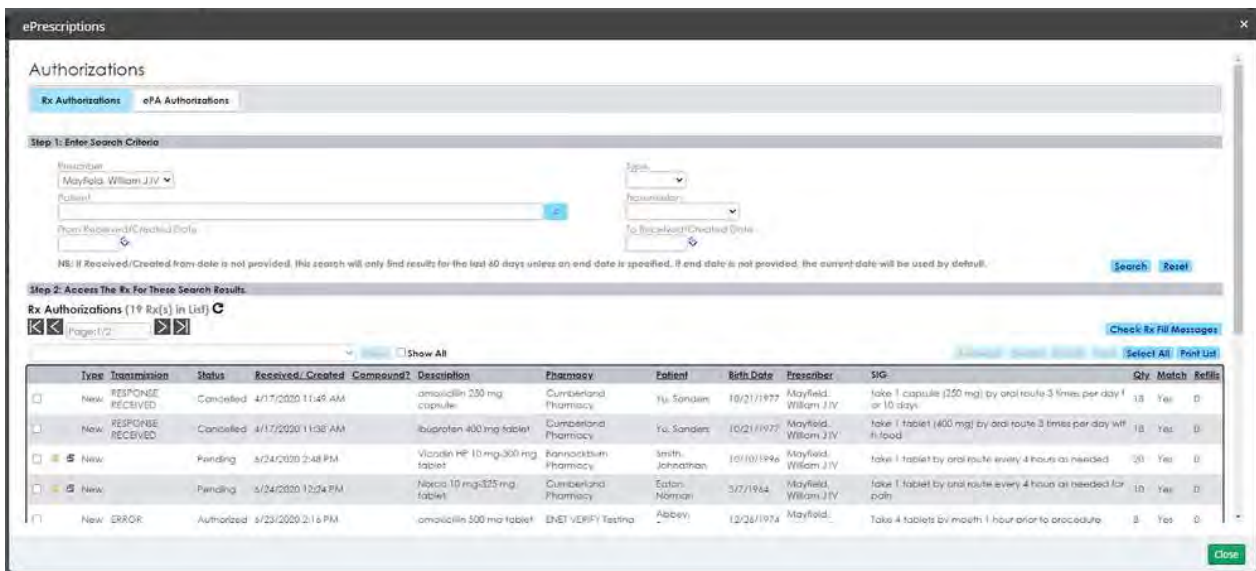 ePrescriptions
Authorizations
Rx Authorizations ePA Authorizations
Step 1: Enter Search Criteria
Prescriber Type
Mayfield, William J IV
Patient Transmission
From Received/Created Date To Received/Created Date
NB: If Received/Created from date is not provided, this search will only find results for the last 60 days unless an end date is specified. If end date is not provided, the current date will be used by default.
Search Reset
Step 2: Access The Rx For These Search Results.
Rx Authorizations (19 Rx(s) in List)
Page:1/2
Check Rx Fill Messages
Show All Select All Print List
Type Transmission Status Received/ Created Compound? Description Pharmacy Patient Birth Date Prescriber SIG Qty Match Refills
New RESPONSE RECEIVED Cancelled 4/17/2020 11:49 AM amoxicillin 250 mg capsule Cumberland Pharmacy Yu, Sanders 10/21/1977 Mayfield, William J IV take 1 capsule (250 mg) by oral route 3 times per day f or 10 days 18 Yes 0
New RESPONSE RECEIVED Cancelled 4/17/2020 11:38 AM ibuprofen 400 mg tablet Cumberland Pharmacy Yu, Sanders 10/21/1977 Mayfield, William J IV take 1 tablet (400 mg) by oral route 3 times per day wit h food 18 Yes 0
New Pending 6/24/2020 2:48 PM Vicodin HP 10 mg-300 mg tablet Bannockburn Pharmacy Smith, Johnathan 10/10/1996 Mayfield, William J IV take 1 tablet by oral route every 4 hours as needed 20 Yes 0
New Pending 6/24/2020 12:24 PM Norco 10 mg-325 mg tablet Cumberland Pharmacy Eaton, Norman 5/7/1964 Mayfield, William J IV take 1 tablet by oral route every 4 hours as needed for pain 10 Yes 0
New ERROR Authorized 6/23/2020 2:16 PM amoxicillin 500 mg tablet ENET VERIFY Testing Abbey, 12/26/1974 Mayfield, Take 4 tablets by mouth 1 hour prior to procedure 8 Yes 0
Close